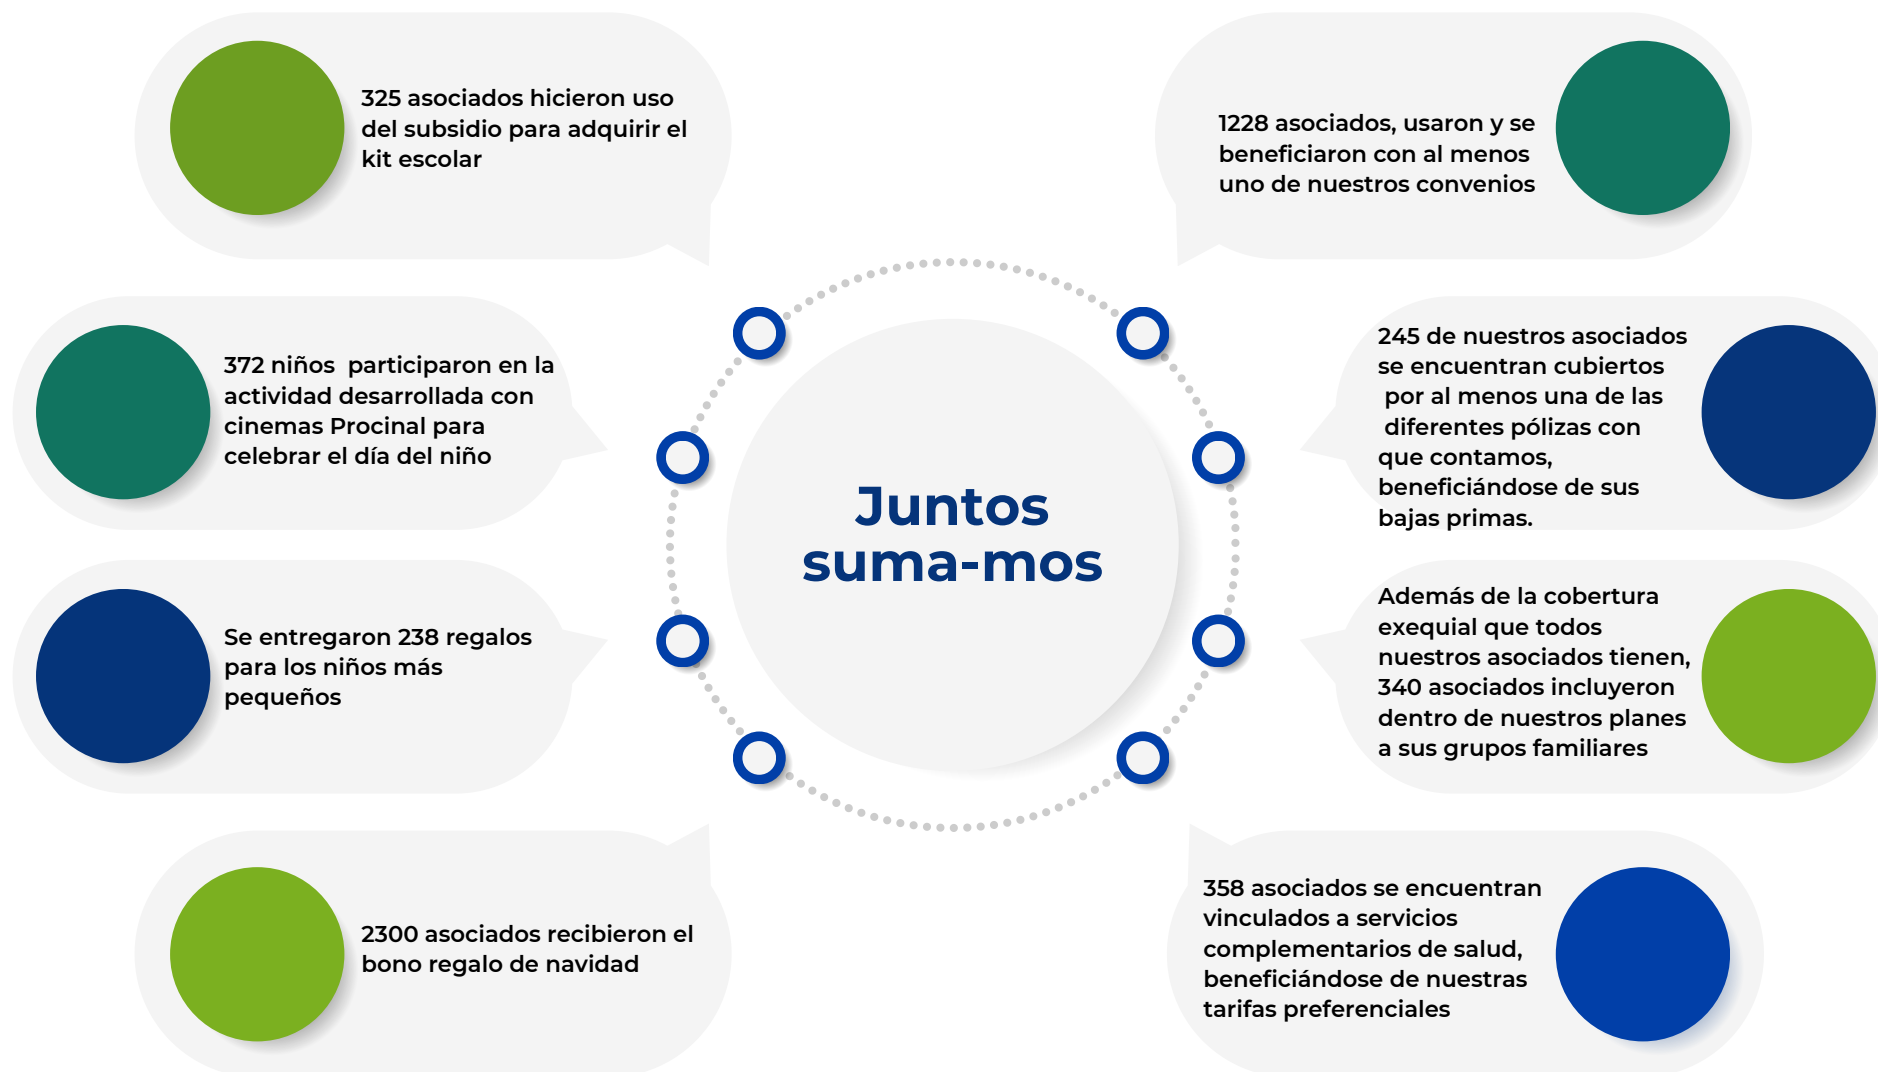 325 asociados hicieron uso
del subsidio para adquirir el
kit escolar
372 niños participaron en la
actividad desarrollada con
cinemas Procinal para
celebrar el día del niño
Se entregaron 238 regalos
para los niños más
pequeños
2300 asociados recibieron el
bono regalo de navidad
Juntos
suma-mos
1228 asociados, usaron y se
beneficiaron con al menos
uno de nuestros convenios
245 de nuestros asociados
se encuentran cubiertos
por al menos una de las
diferentes pólizas con
que contamos,
beneficiándose de sus
bajas primas.
Además de la cobertura
exequial que todos
nuestros asociados tienen,
340 asociados incluyeron
dentro de nuestros planes
a sus grupos familiares
358 asociados se encuentran
vinculados a servicios
complementarios de salud,
beneficiándose de nuestras
tarifas preferenciales